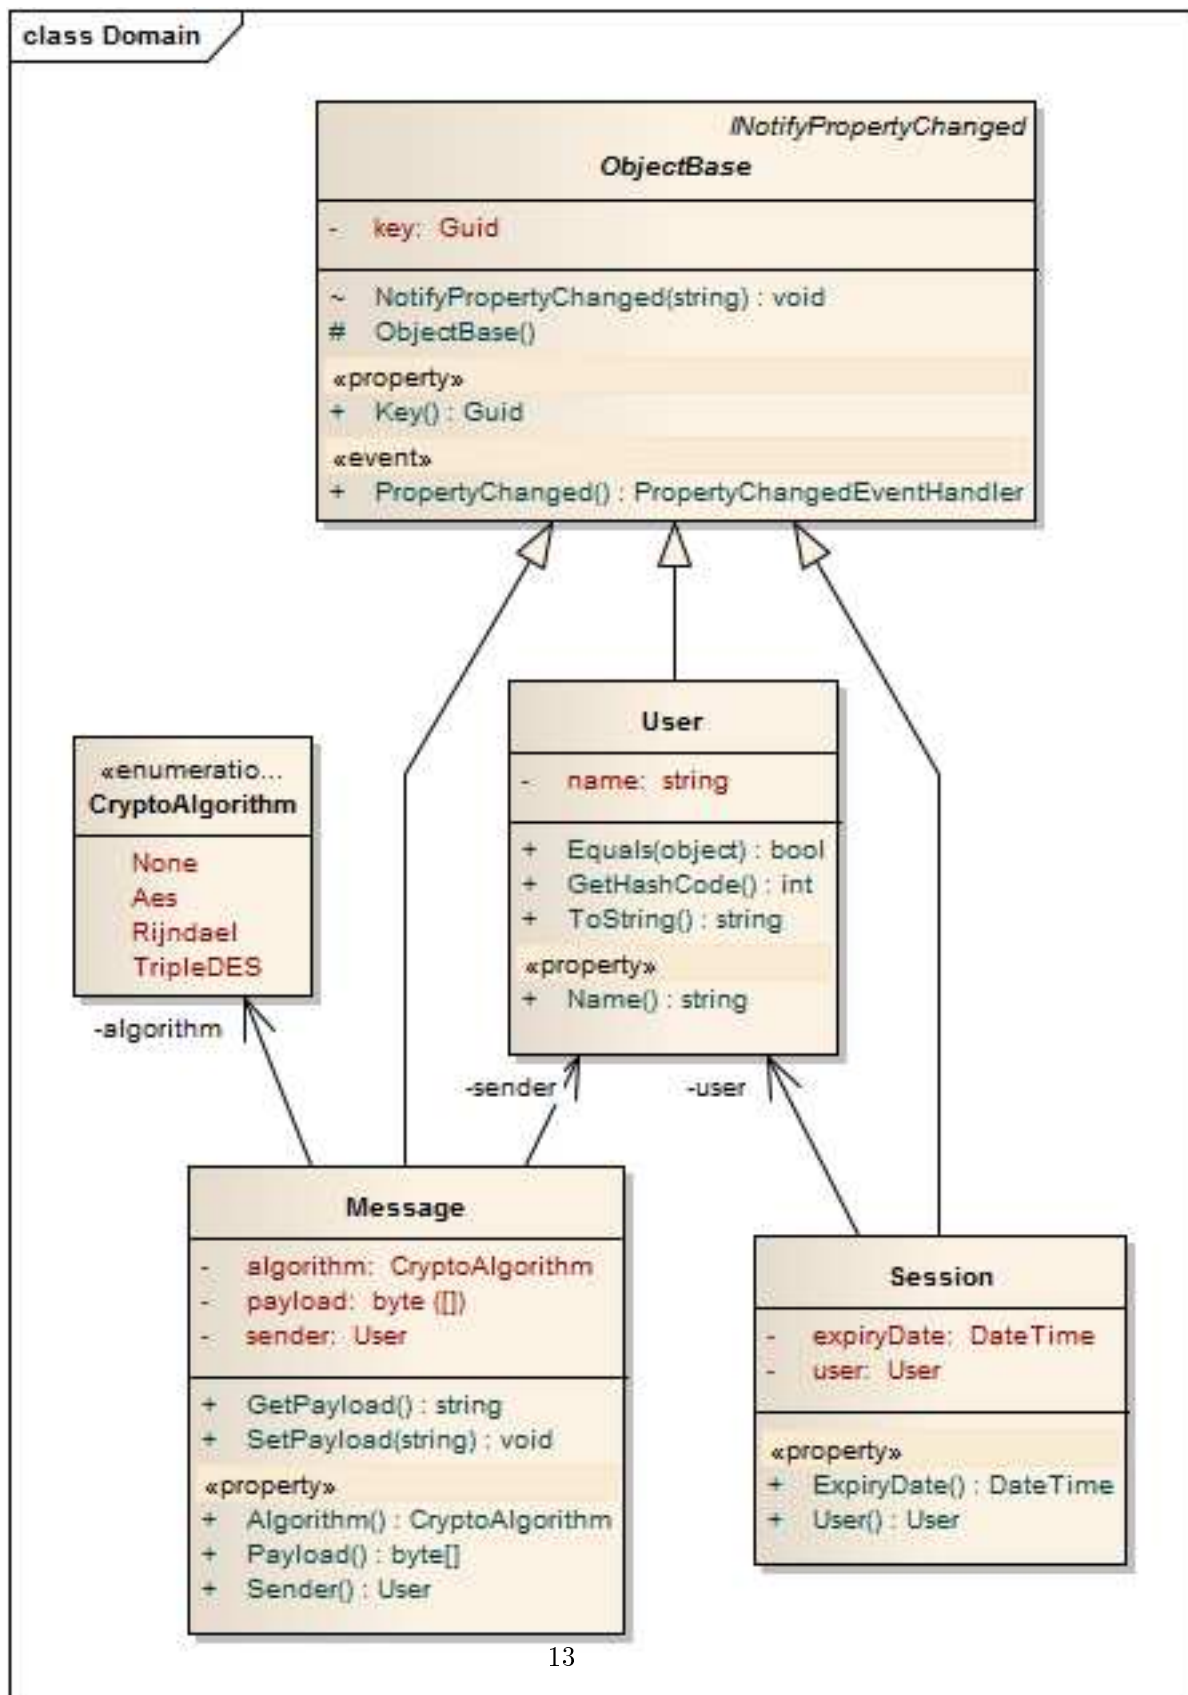 class Domain
INotifyPropertyChanged
ObjectBase
- key: Guid
~ NotifyPropertyChanged(string) : void
# ObjectBase()
«property»
+ Key() : Guid
«event»
+ PropertyChanged() : PropertyChangedEventHandler
User
- name: string
+ Equals(object) : bool
+ GetHashCode() : int
+ ToString() : string
«property»
+ Name() : string
«enumeratio...
CryptoAlgorithm
None
Aes
Rijndael
TripleDES
-algorithm
-sender
-user
Message
- algorithm: CryptoAlgorithm
- payload: byte ([])
- sender: User
+ GetPayload() : string
+ SetPayload(string) : void
«property»
+ Algorithm() : CryptoAlgorithm
+ Payload() : byte[]
+ Sender() : User
Session
- expiryDate: DateTime
- user: User
«property»
+ ExpiryDate() : DateTime
+ User() : User
13